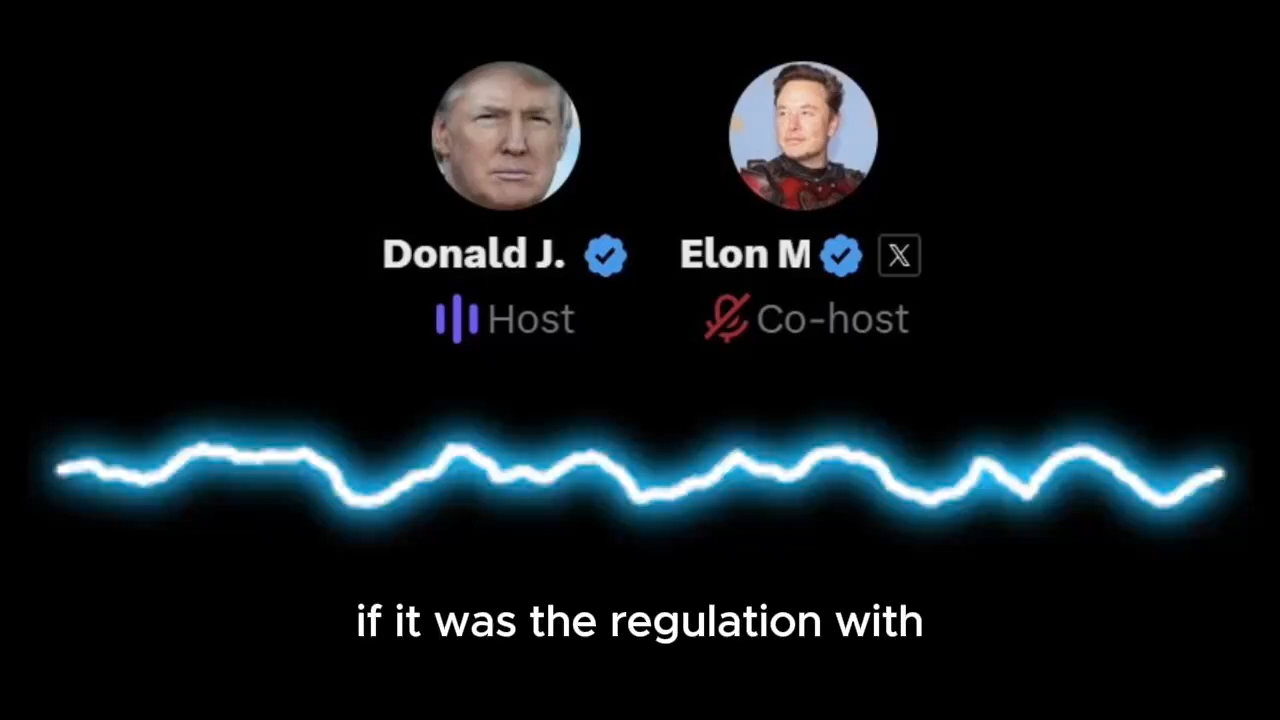 Donald J. Elon M X
Host Co-host
if it was the regulation with